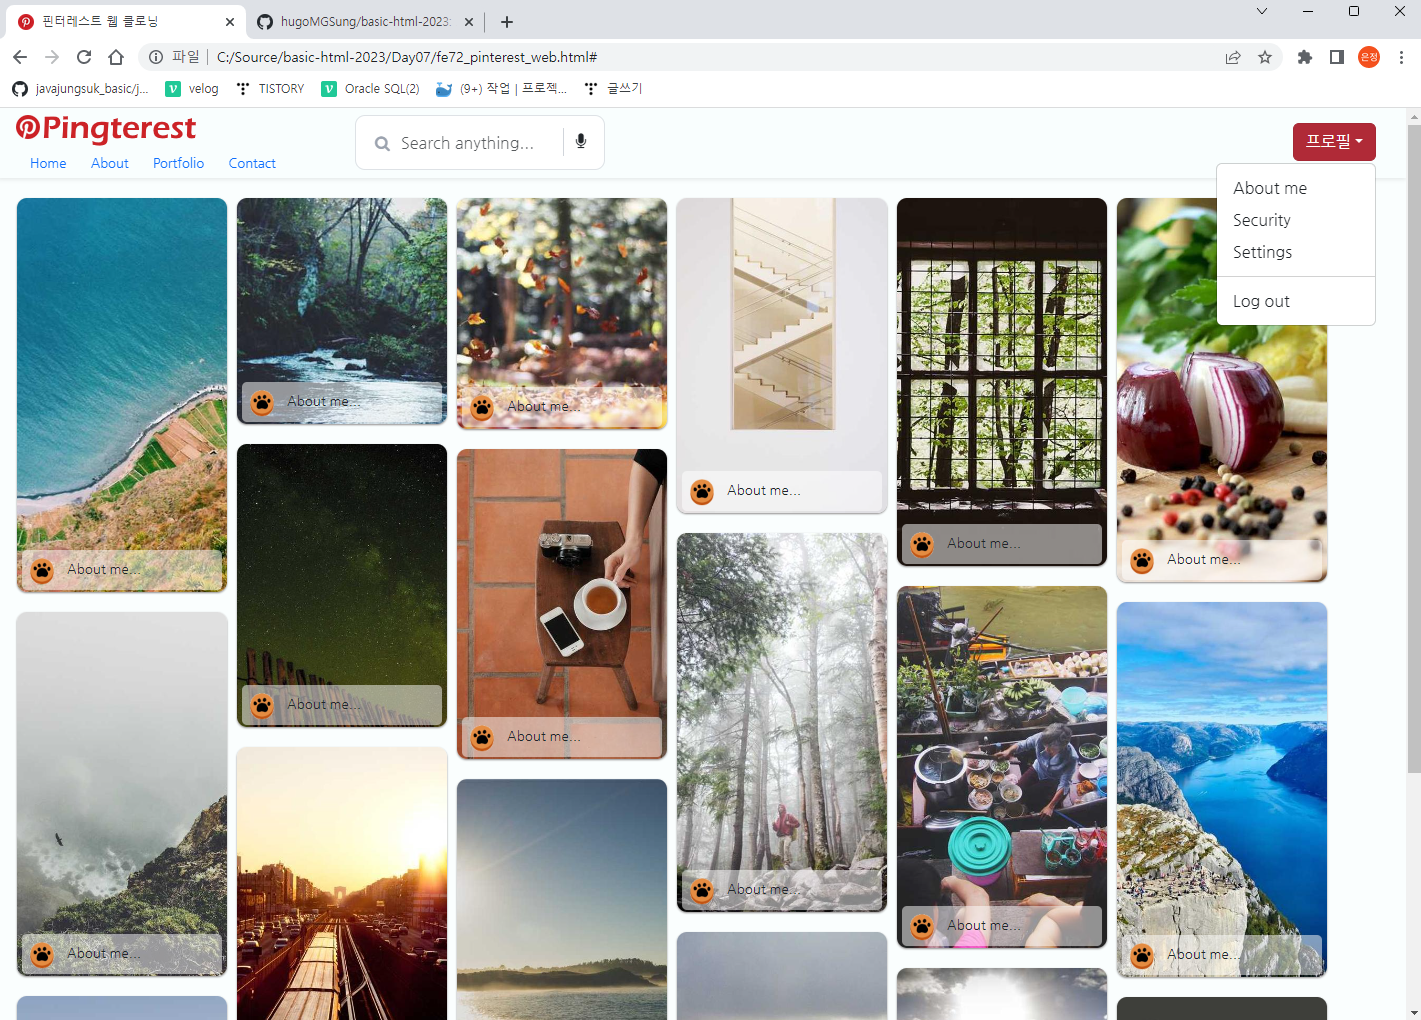 핀터레스트 웹 클로닝
hugoMGSung/basic-html-2023
파일
C:/Source/basic-html-2023/Day07/fe72_pinterest_web.html#
은정
javajungsuk_basic/j...
velog
TISTORY
Oracle SQL(2)
(9+) 작업 | 프로젝...
글쓰기
Pingterest
Search anything...
프로필
Home
About
Portfolio
Contact
About me
Security
Settings
Log out
About me...
About me...
About me...
About me...
About me...
About me...
About me...
About me...
About me...
About me...
About me...
About me...